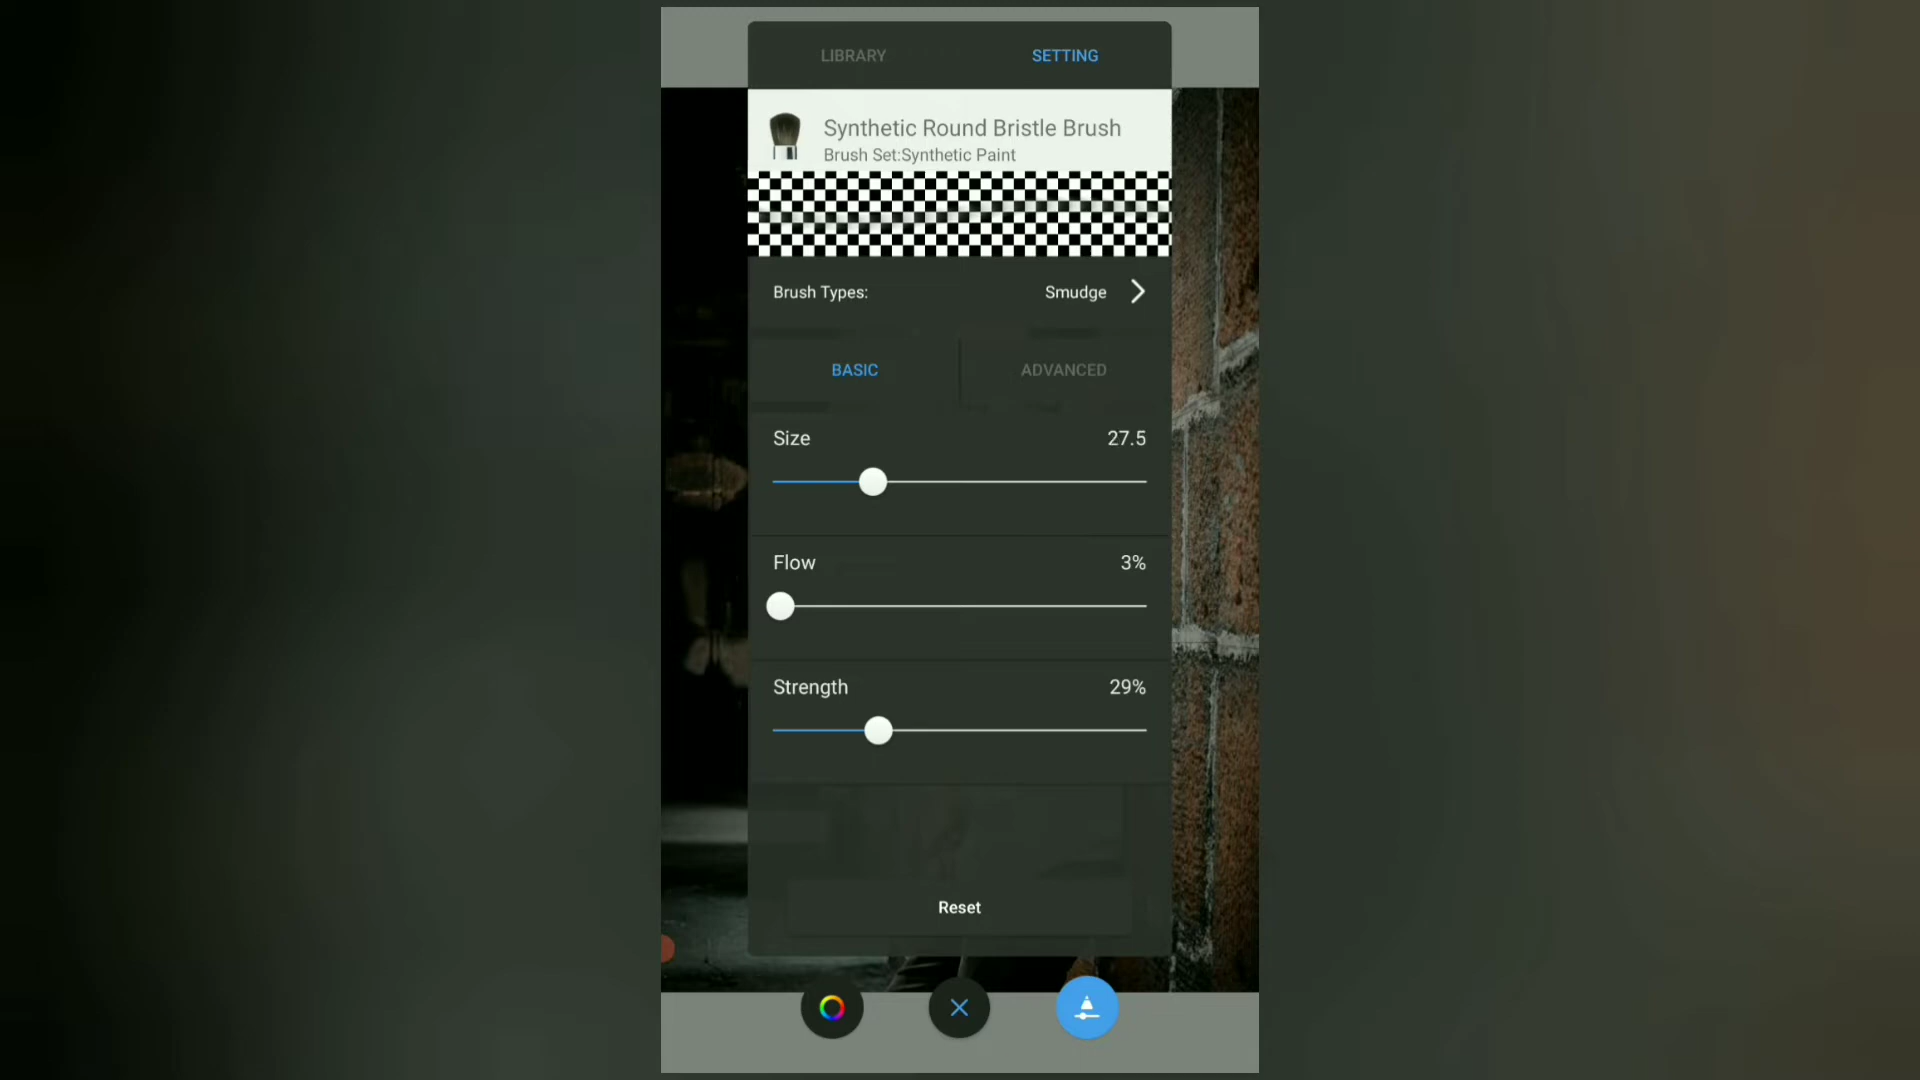 LIBRARY SETTING
Synthetic Round Bristle Brush
Brush Set:Synthetic Paint
Brush Types: Smudge
BASIC ADVANCED
Size 27.5
Flow 3%
Strength 29%
Reset